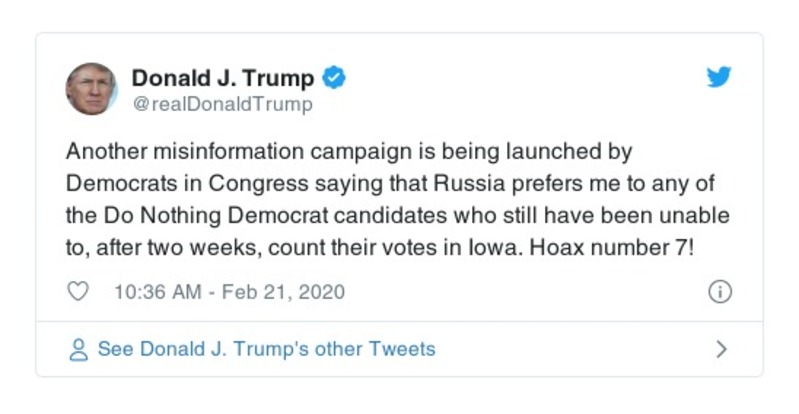 Donald J. Trump
@realDonaldTrump
Another misinformation campaign is being launched by
Democrats in Congress saying that Russia prefers me to any of
the Do Nothing Democrat candidates who still have been unable
to, after two weeks, count their votes in Iowa. Hoax number 7!
10:36 AM - Feb 21, 2020
See Donald J. Trump's other Tweets